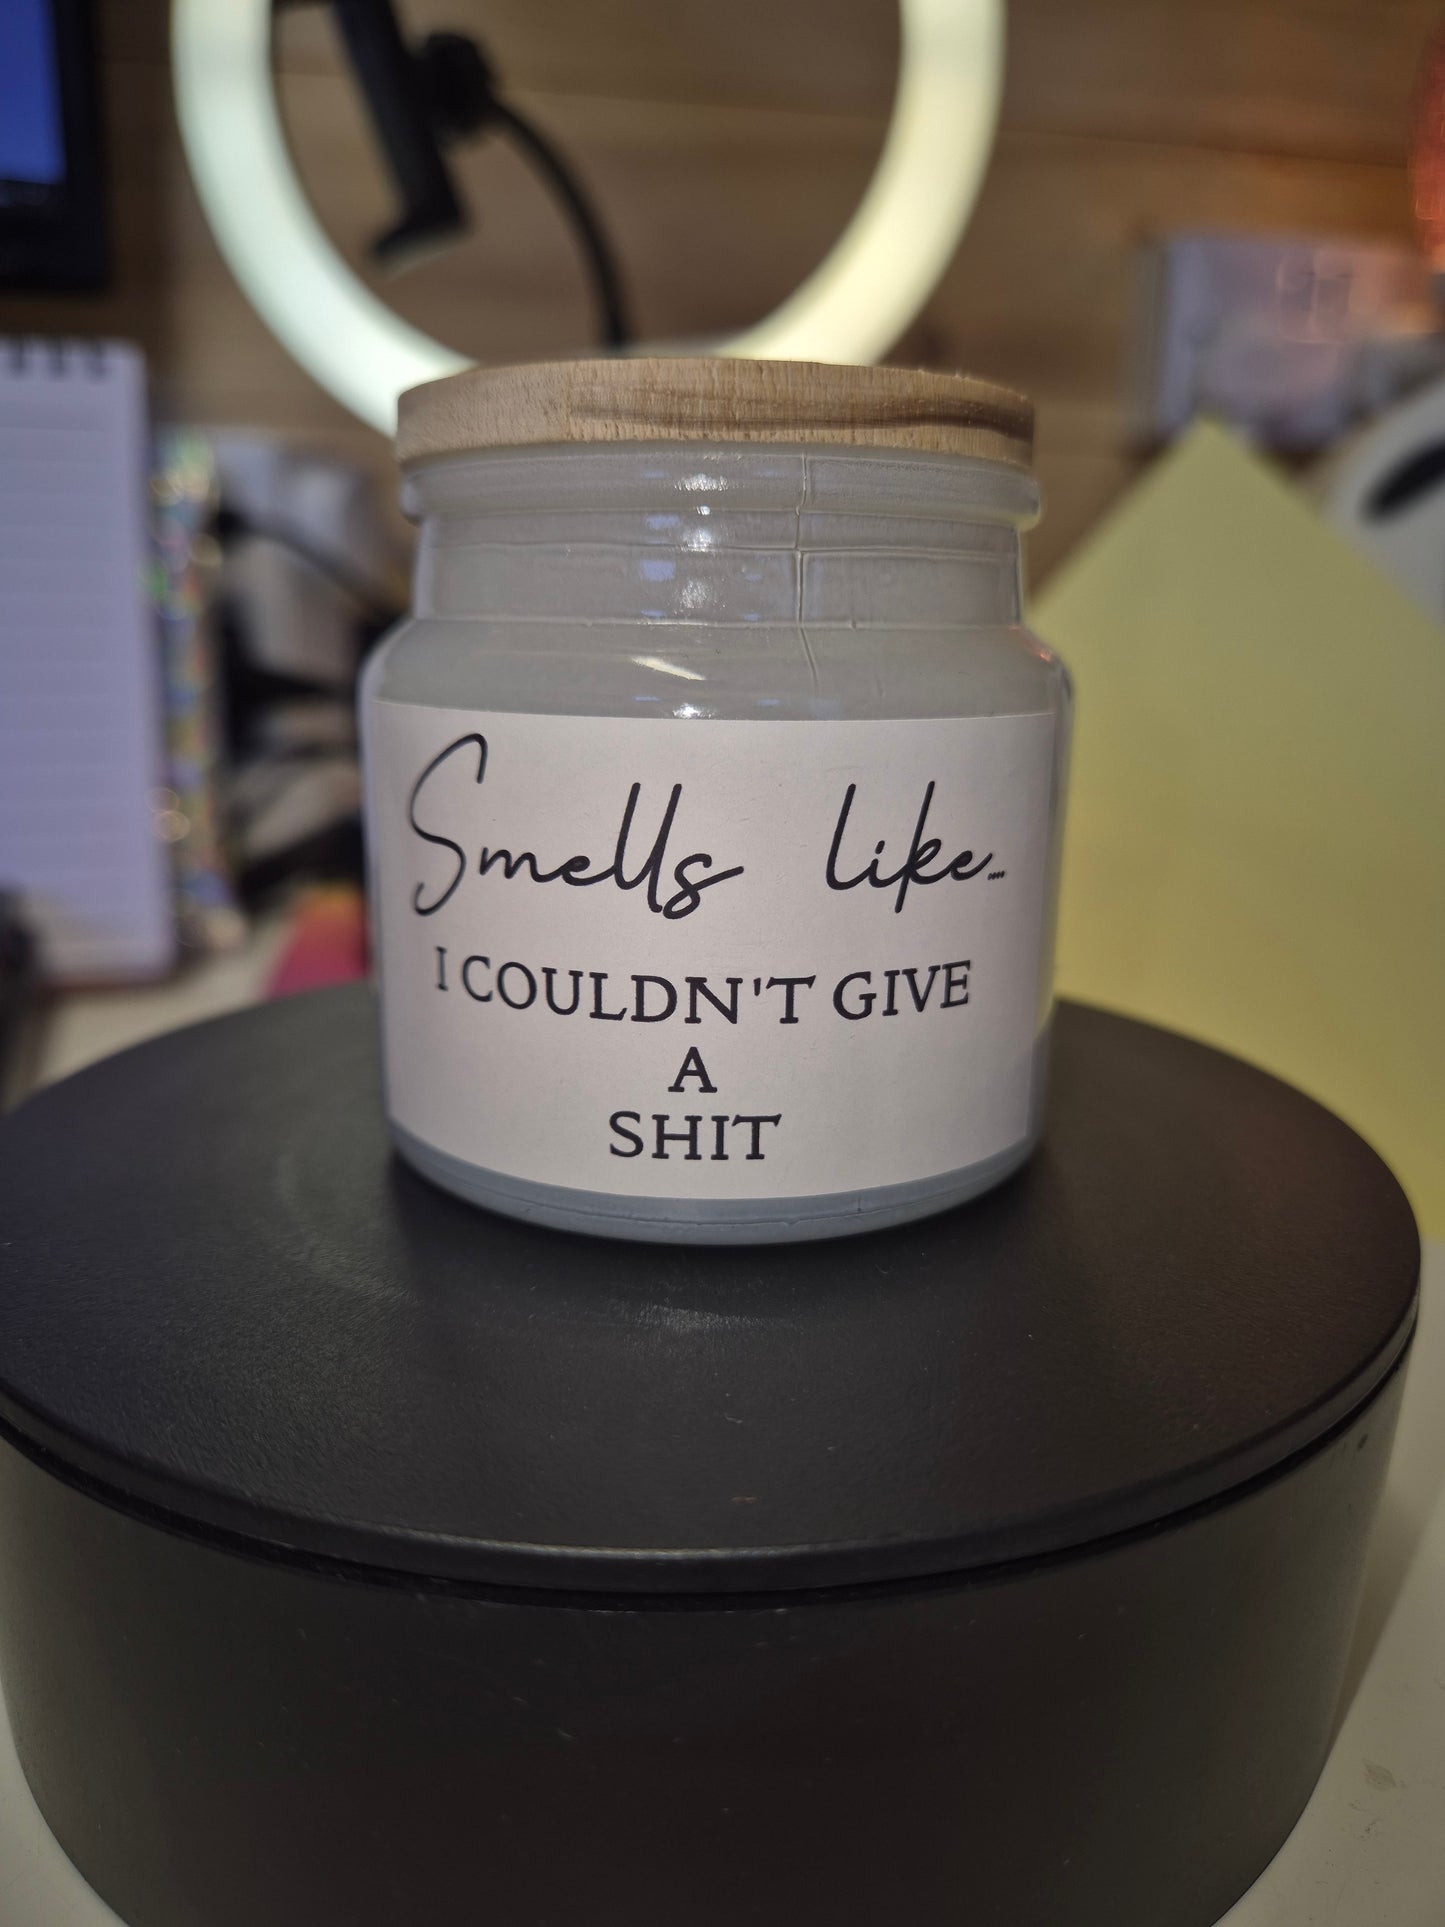 Smells like....
I COULDN'T GIVE
A
SHIT